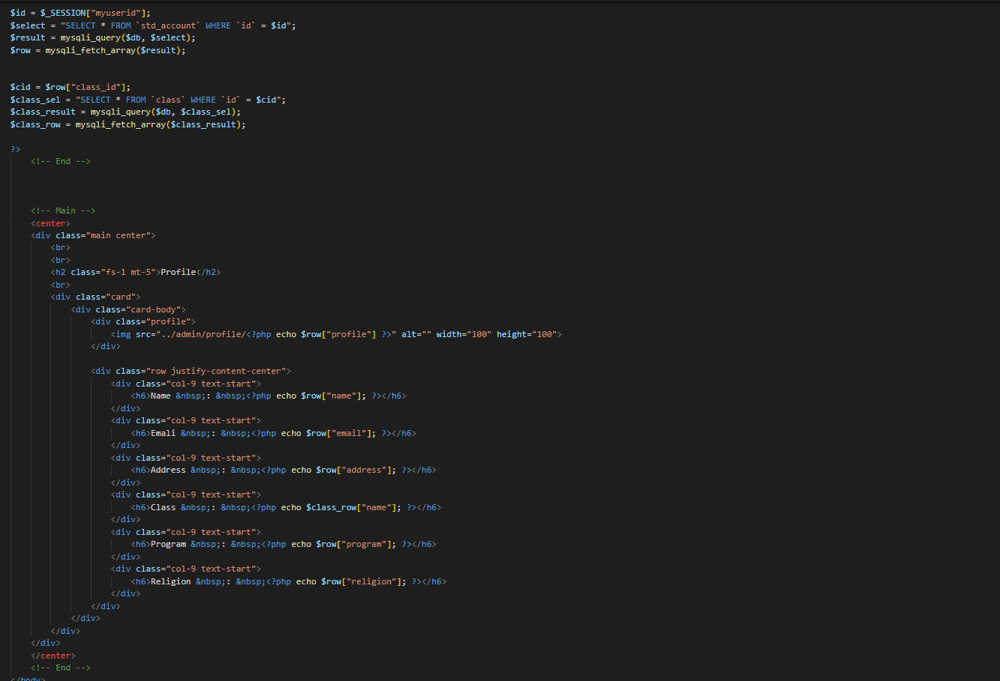 $id = $_SESSION["myuserid"];
$select = "SELECT * FROM `std_account` WHERE `id` = $id";
$result = mysqli_query($db, $select);
$row = mysqli_fetch_array($result);
$cid = $row["class_id"];
$class_sel = "SELECT * FROM `class` WHERE `id` = $cid";
$class_result = mysqli_query($db, $class_sel);
$class_row = mysqli_fetch_array($class_result);
?>
<!-- End -->
<!-- Main -->
<center>
<div class="main center">
<br>
<br>
<h2 class="fs-1 mt-5">Profile</h2>
<br>
<div class="card">
<div class="card-body">
<div class="profile">
<img src="../admin/profile/<?php echo $row["profile"] ?>" alt="" width="100" height="100">
</div>
<div class="row justify-content-center">
<div class="col-9 text-start">
<h6>Name &nbsp;: &nbsp;<?php echo $row["name"]; ?></h6>
</div>
<div class="col-9 text-start">
<h6>Emali &nbsp;: &nbsp;<?php echo $row["email"]; ?></h6>
</div>
<div class="col-9 text-start">
<h6>Address &nbsp;: &nbsp;<?php echo $row["address"]; ?></h6>
</div>
<div class="col-9 text-start">
<h6>Class &nbsp;: &nbsp;<?php echo $class_row["name"]; ?></h6>
</div>
<div class="col-9 text-start">
<h6>Program &nbsp;: &nbsp;<?php echo $row["program"]; ?></h6>
</div>
<div class="col-9 text-start">
<h6>Religion &nbsp;: &nbsp;<?php echo $row["religion"]; ?></h6>
</div>
</div>
</div>
</div>
</div>
</center>
<!-- End -->
</body>